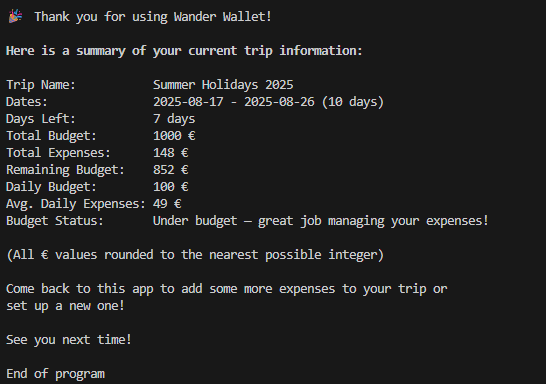 🎉 Thank you for using Wander Wallet!
Here is a summary of your current trip information:
Trip Name: Summer Holidays 2025
Dates: 2025-08-17 - 2025-08-26 (10 days)
Days Left: 7 days
Total Budget: 1000 €
Total Expenses: 148 €
Remaining Budget: 852 €
Daily Budget: 100 €
Avg. Daily Expenses: 49 €
Budget Status: Under budget — great job managing your expenses!
(All € values rounded to the nearest possible integer)
Come back to this app to add some more expenses to your trip or
set up a new one!
See you next time!
End of program